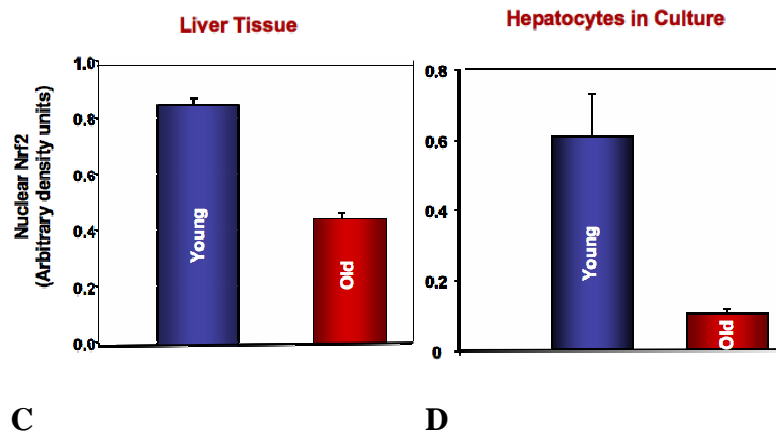 Liver Tissue
Nuclear Nrf2
(Arbitrary density units)
1.0
0.8
0.6
0.4
0.2
0.0
Young
Old
C
Hepatocytes in Culture
0.8
0.6
0.4
0.2
0
Young
Old
D